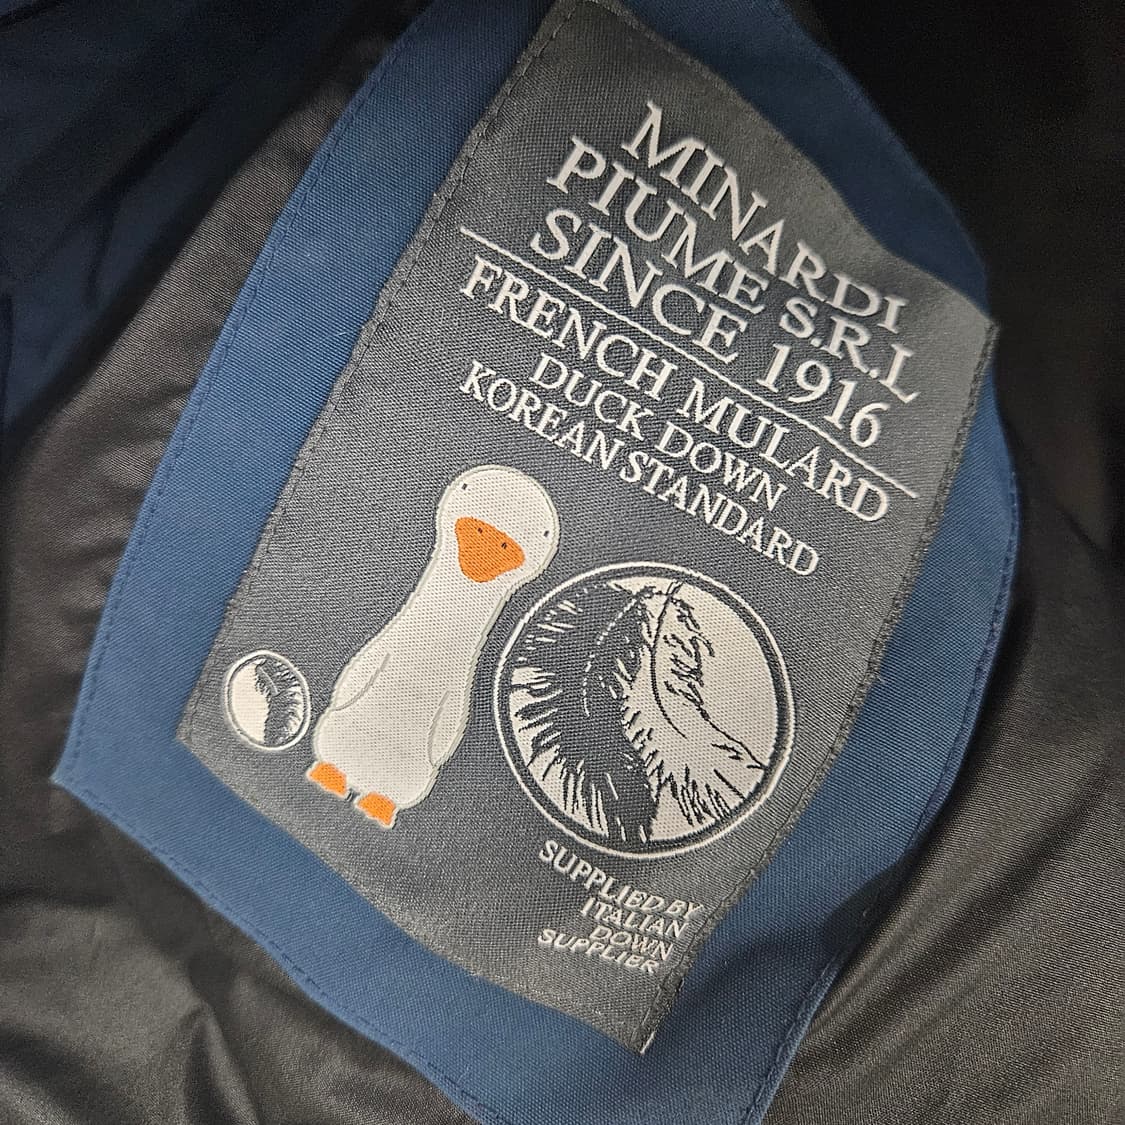 MINARDI
PIUME S.R.L
SINCE 1916
FRENCH MULARD
DUCK DOWN
KOREAN STANDARD
SUPPLIED BY
ITALIAN
DOWN
SUPPLIER